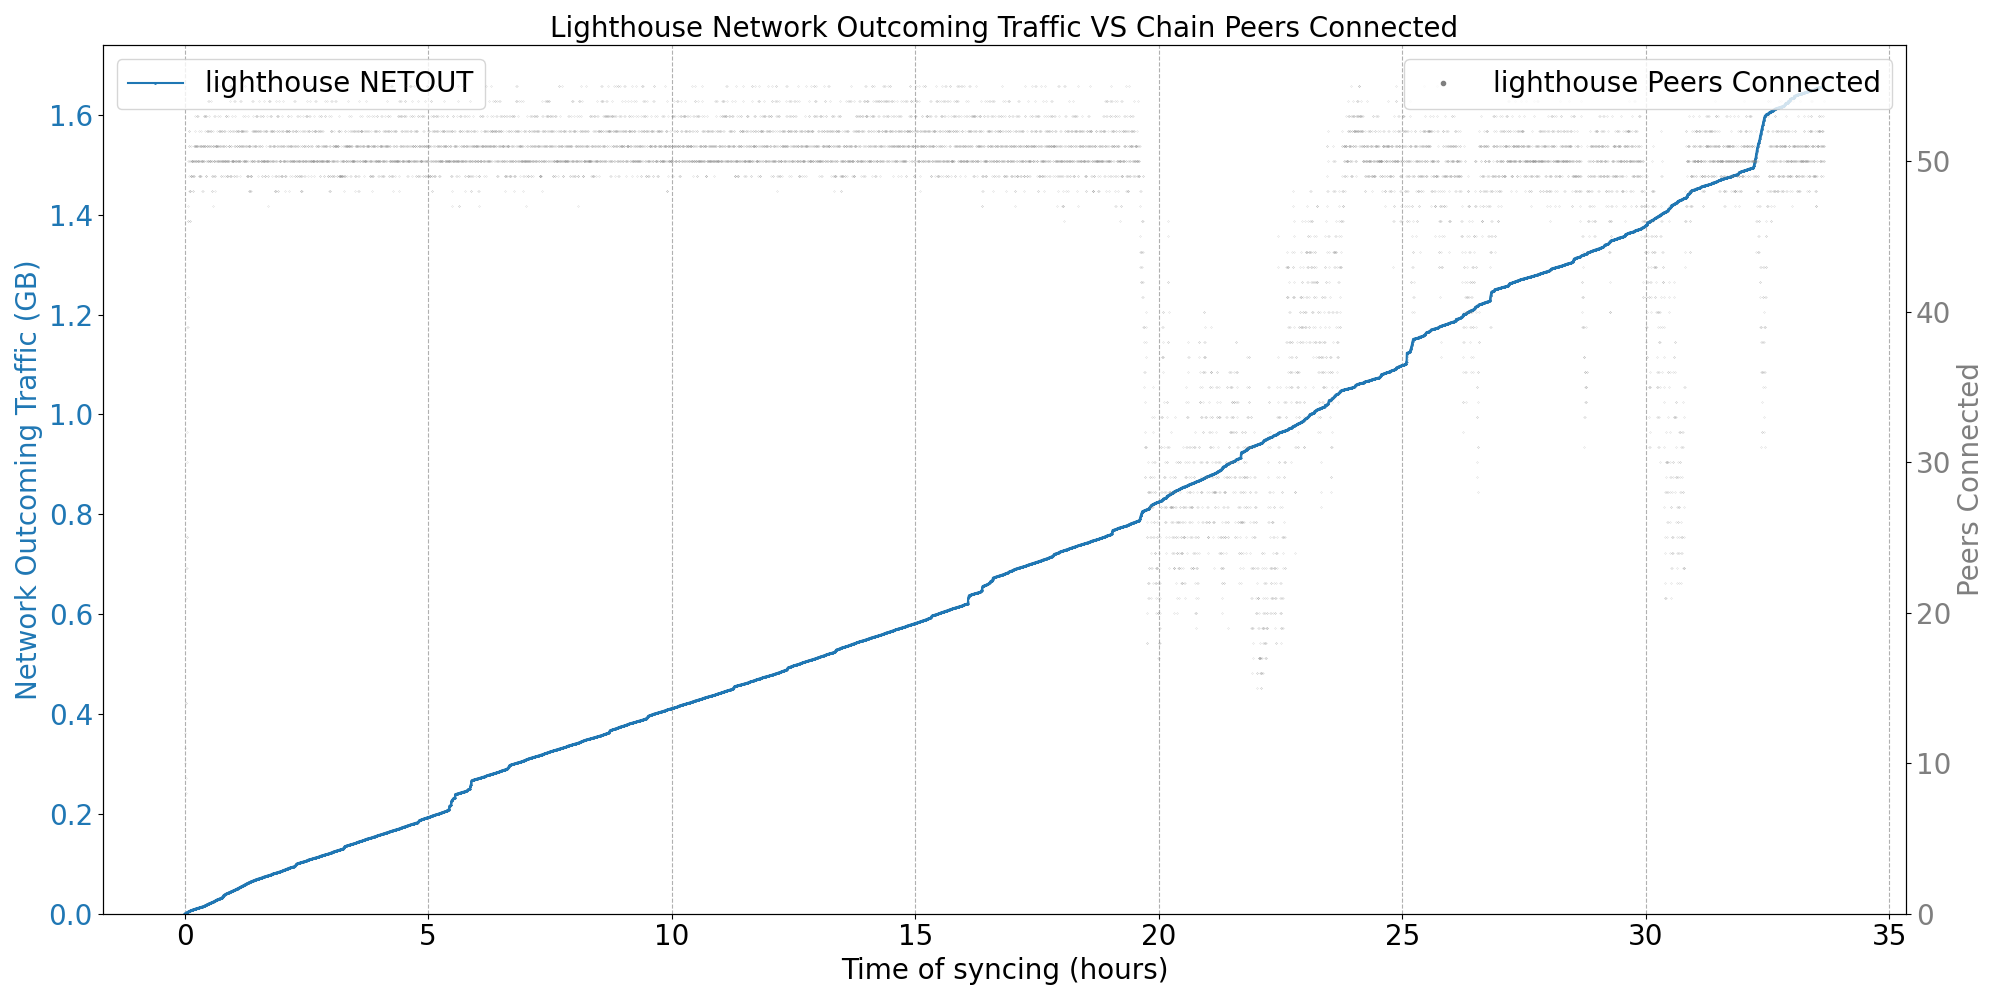 Lighthouse Network Outcoming Traffic VS Chain Peers Connected
lighthouse NETOUT
lighthouse Peers Connected
Network Outcoming Traffic (GB)
1.6
1.4
1.2
1.0
0.8
0.6
0.4
0.2
0.0
50
40
30
20
10
0
Peers Connected
0 5 10 15 20 25 30 35
Time of syncing (hours)